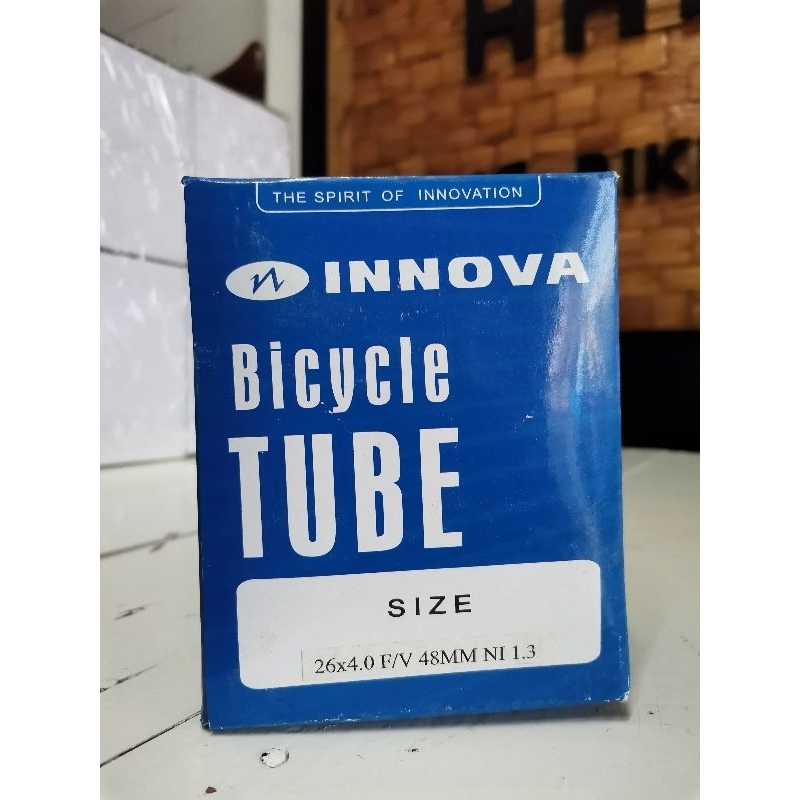 THE SPIRIT OF INNOVATION
INNOVA
Bicycle
TUBE
SIZE
26x4.0 F/V 48MM NI 1.3